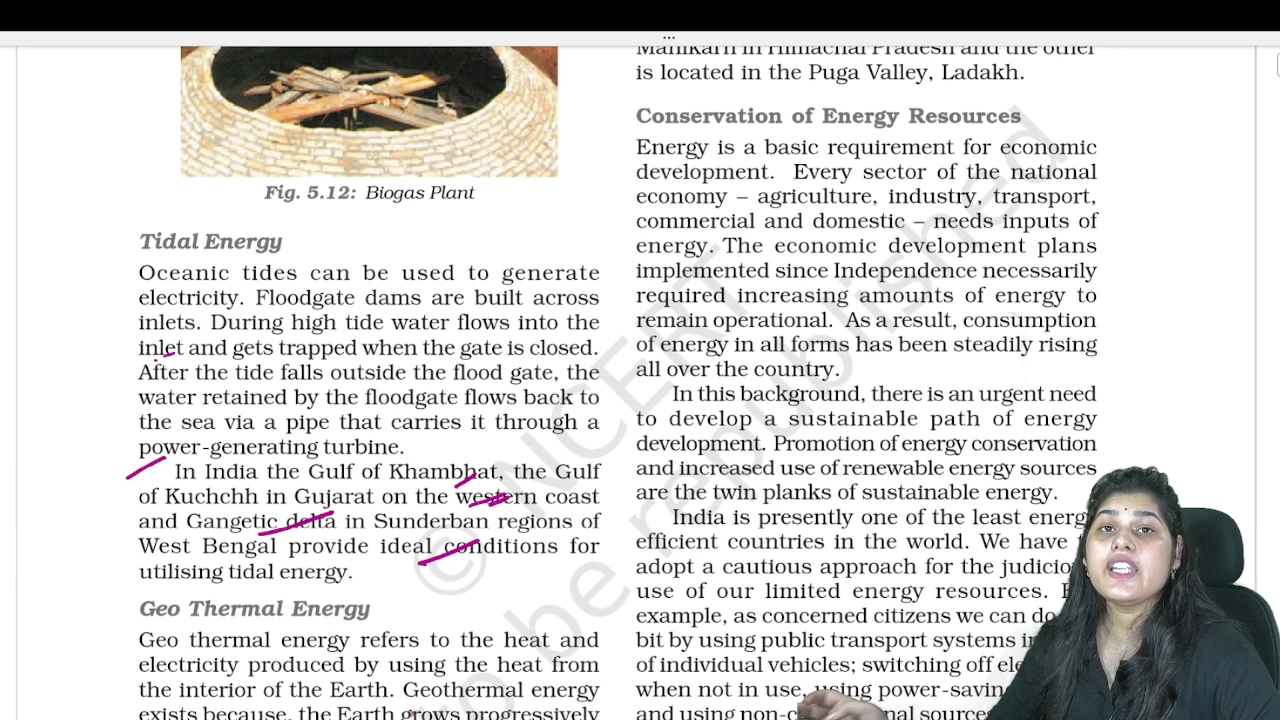 ...
Fig. 5.12: Biogas Plant
Tidal Energy
Oceanic tides can be used to generate
electricity. Floodgate dams are built across
inlets. During high tide water flows into the
inlet and gets trapped when the gate is closed.
After the tide falls outside the flood gate, the
water retained by the floodgate flows back to
the sea via a pipe that carries it through a
power-generating turbine.
In India the Gulf of Khambhat, the Gulf
of Kuchchh in Gujarat on the western coast
and Gangetic delta in Sunderban regions of
West Bengal provide ideal conditions for
utilising tidal energy.
Geo Thermal Energy
Geo thermal energy refers to the heat and
electricity produced by using the heat from
the interior of the Earth. Geothermal energy
exists because, the Earth grows progressively
Manikarn in Himachal Pradesh and the other
is located in the Puga Valley, Ladakh.
Conservation of Energy Resources
Energy is a basic requirement for economic
development. Every sector of the national
economy – agriculture, industry, transport,
commercial and domestic – needs inputs of
energy. The economic development plans
implemented since Independence necessarily
required increasing amounts of energy to
remain operational. As a result, consumption
of energy in all forms has been steadily rising
all over the country.
In this background, there is an urgent need
to develop a sustainable path of energy
development. Promotion of energy conservation
and increased use of renewable energy sources
are the twin planks of sustainable energy.
India is presently one of the least energy
efficient countries in the world. We have
adopt a cautious approach for the
use of our limited energy resources.
example, as concerned citizens we can do
bit by using public transport systems
of individual vehicles; switching off
when not in use, using
and using
© NCERT
to be republished